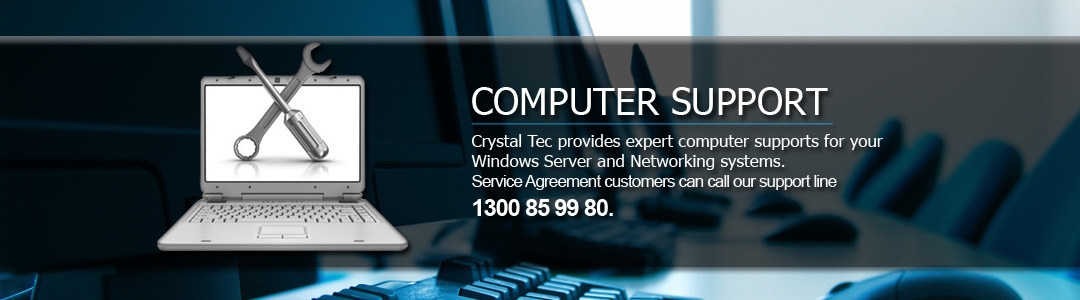 COMPUTER SUPPORT
Crystal Tec provides expert computer supports for your
Windows Server and Networking systems.
Service Agreement customers can call our support line
1300 85 99 80.